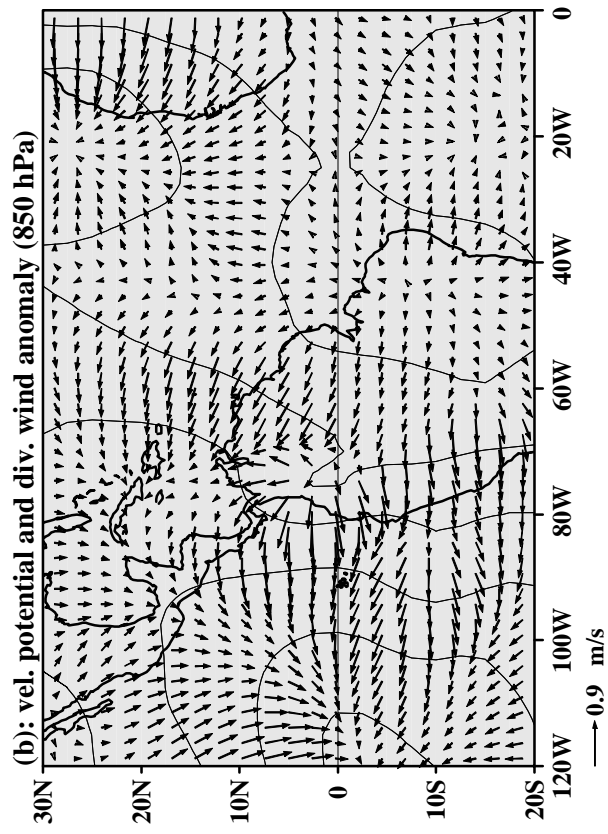 (b): vel. potential and div. wind anomaly (850 hPa)
30N
20N
10N
0
10S
20S
120W
100W
80W
60W
40W
20W
0
0.9 m/s